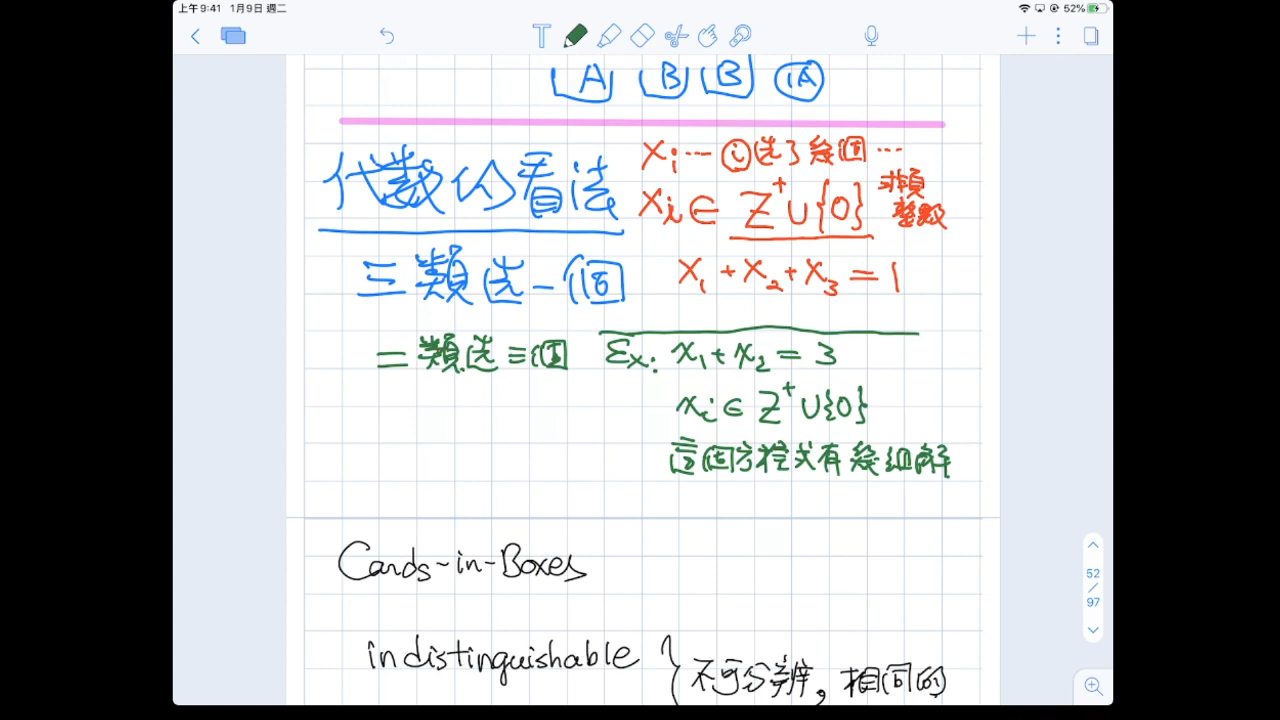 上午9:41 1月9日 週二
52%
A B B 1A
代數的看法
xi … ⓘ選了幾個 …
xi ∈ Z⁺ ∪ {0} 非負整數
三類選一個
x₁ + x₂ + x₃ = 1
二類選三個 Ex: x₁ + x₂ = 3
xi ∈ Z⁺ ∪ {0}
這個方程式有幾組解
Cards-in-Boxes
indistinguishable { 不可分辨, 相同的
52
/
97